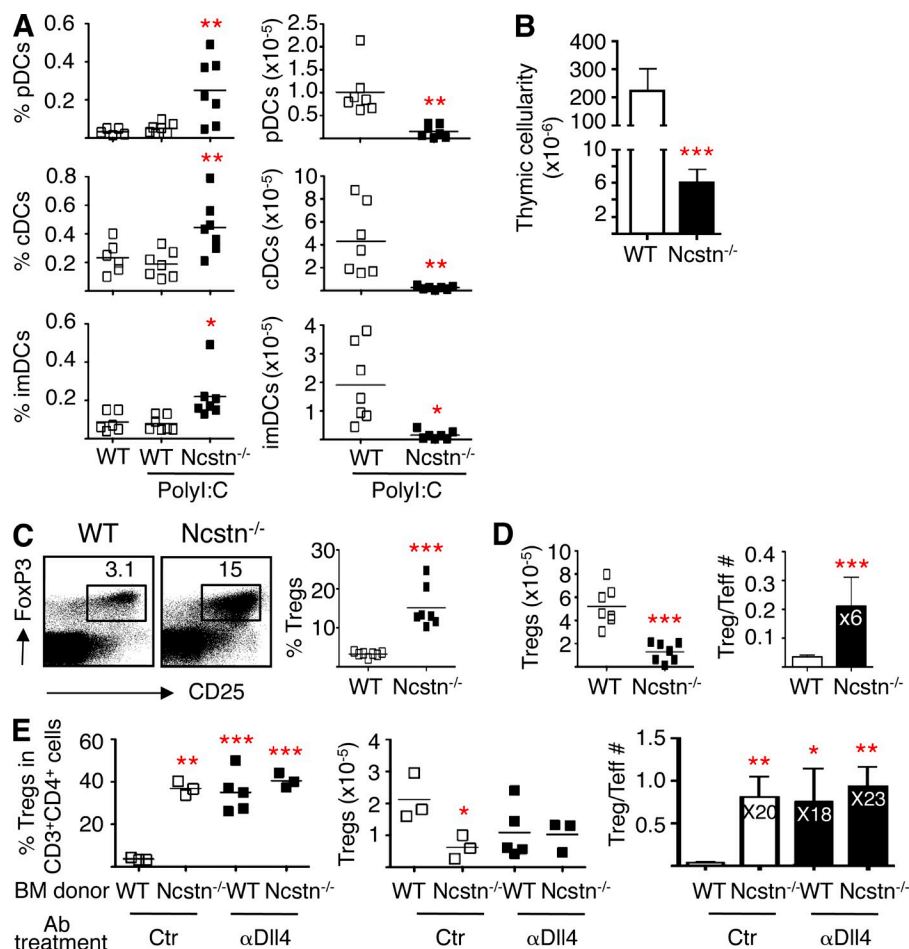 A
% pDCs
0.6
0.4
0.2
**
pDCs (x10-5)
2.5
2.0
1.5
1.0
0.5
**
% cDCs
0.8
0.6
0.4
0.2
**
cDCs (x10-5)
10
8
6
4
2
**
% imDCs
0.6
0.4
0.2
*
imDCs (x10-5)
4
3
2
1
*
WT WT Ncstn-/-
PolyI:C
WT Ncstn-/-
PolyI:C
B
Thymic cellularity
(x10-6)
400
300
200
100
10
6
2
***
WT Ncstn-/-
C
WT Ncstn-/-
FoxP3
3.1
15
CD25
% Tregs
30
20
10
***
WT Ncstn-/-
D
Tregs (x10-5)
10
8
6
4
2
***
WT Ncstn-/-
Treg/Teff #
0.4
0.3
0.2
0.1
***
x6
WT Ncstn-/-
E
% Tregs in
CD3+CD4+ cells
60
40
20
** *** ***
Tregs (x10-5)
4
3
2
1
*
Treg/Teff #
1.5
1.0
0.5
** * **
X20 X18 X23
BM donor WT Ncstn-/- WT Ncstn-/- WT Ncstn-/- WT Ncstn-/- WT Ncstn-/- WT Ncstn-/-
Ab
treatment Ctr αDll4 Ctr αDll4 Ctr αDll4